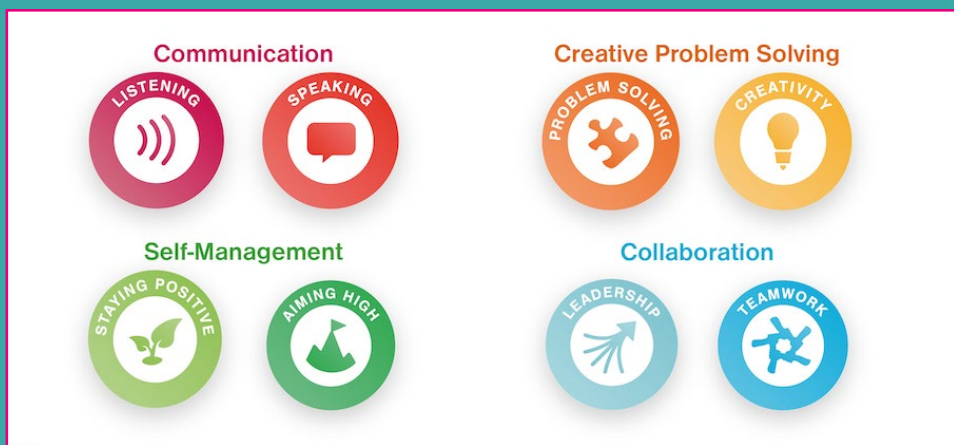 Communication
LISTENING
SPEAKING
Creative Problem Solving
PROBLEM SOLVING
CREATIVITY
Self-Management
STAYING POSITIVE
AIMING HIGH
Collaboration
LEADERSHIP
TEAMWORK